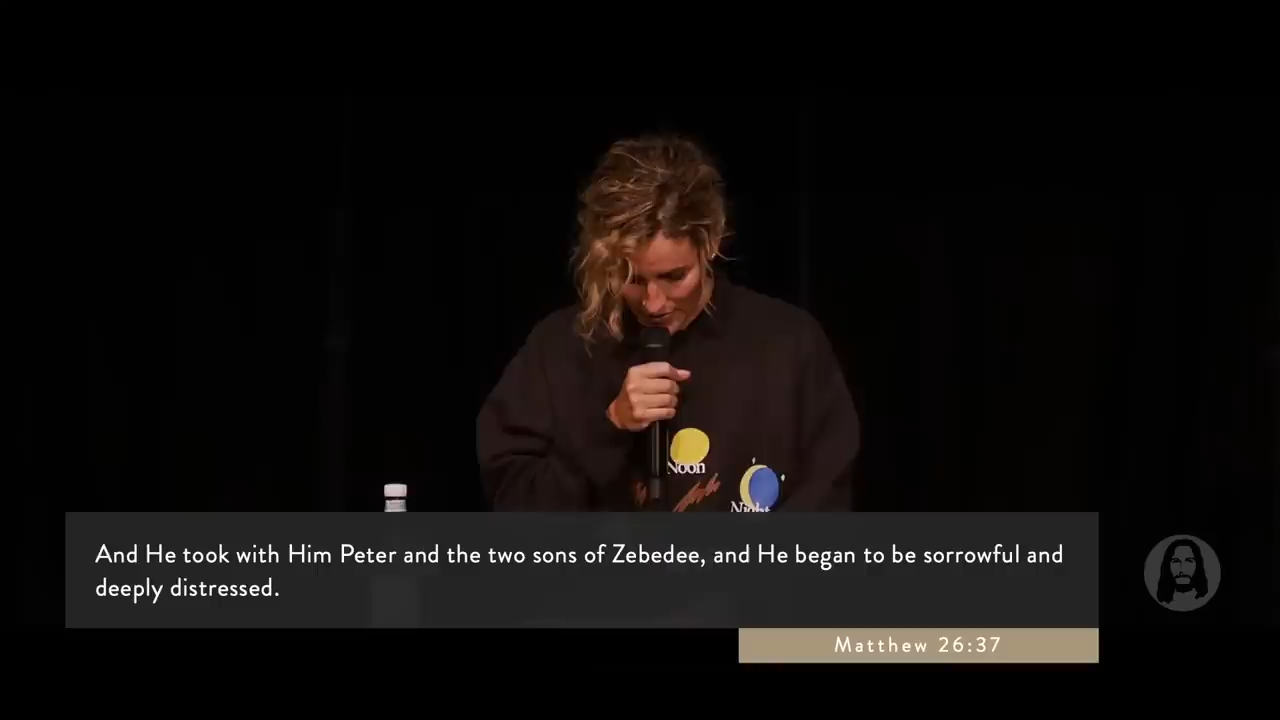 Noon
Night
And He took with Him Peter and the two sons of Zebedee, and He began to be sorrowful and
deeply distressed.
Matthew 26:37